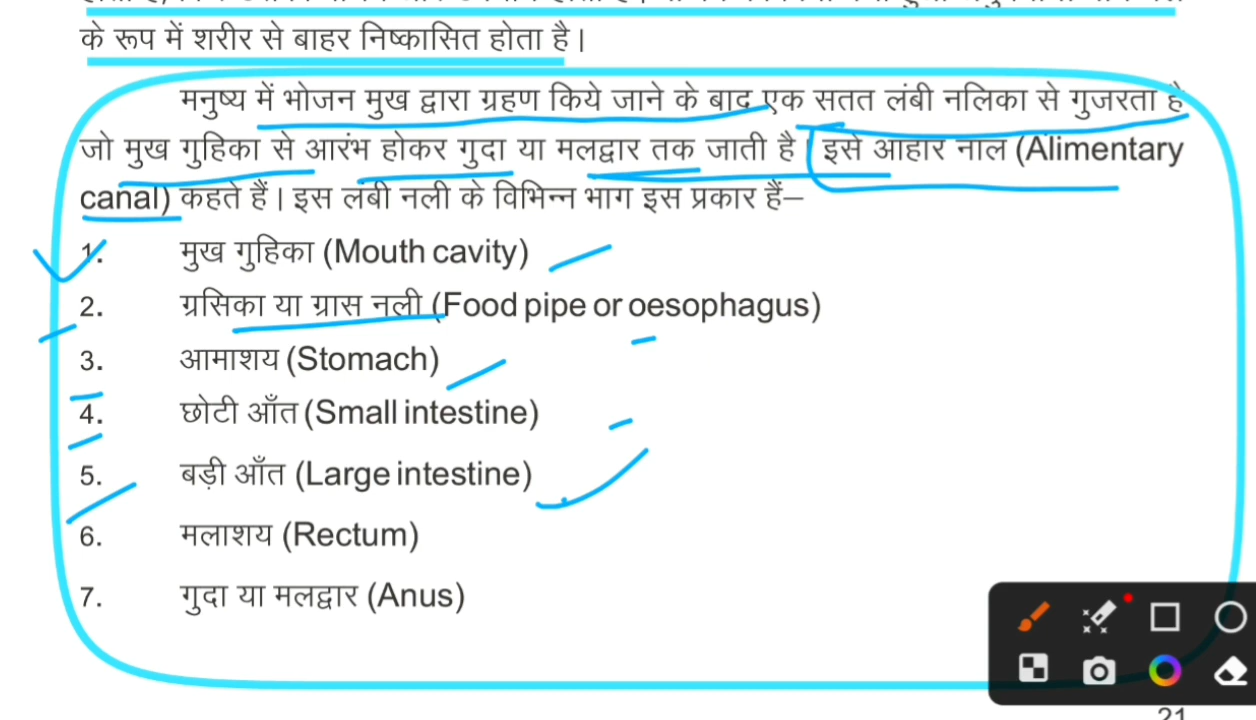 के रूप में शरीर से बाहर निष्कासित होता है।
मनुष्य में भोजन मुख द्वारा ग्रहण किये जाने के बाद एक सतत लंबी नलिका से गुजरता है
जो मुख गुहिका से आरंभ होकर गुदा या मलद्वार तक जाती है। इसे आहार नाल (Alimentary
canal) कहते हैं। इस लंबी नली के विभिन्न भाग इस प्रकार हैं–
1. मुख गुहिका (Mouth cavity)
2. ग्रसिका या ग्रास नली (Food pipe or oesophagus)
3. आमाशय (Stomach)
4. छोटी आँत (Small intestine)
5. बड़ी आँत (Large intestine)
6. मलाशय (Rectum)
7. गुदा या मलद्वार (Anus)
21